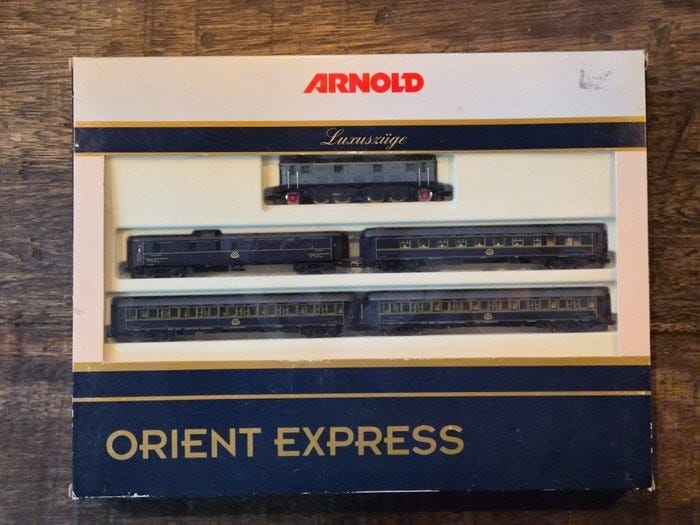 ARNOLD
Luxuszüge
ORIENT EXPRESS